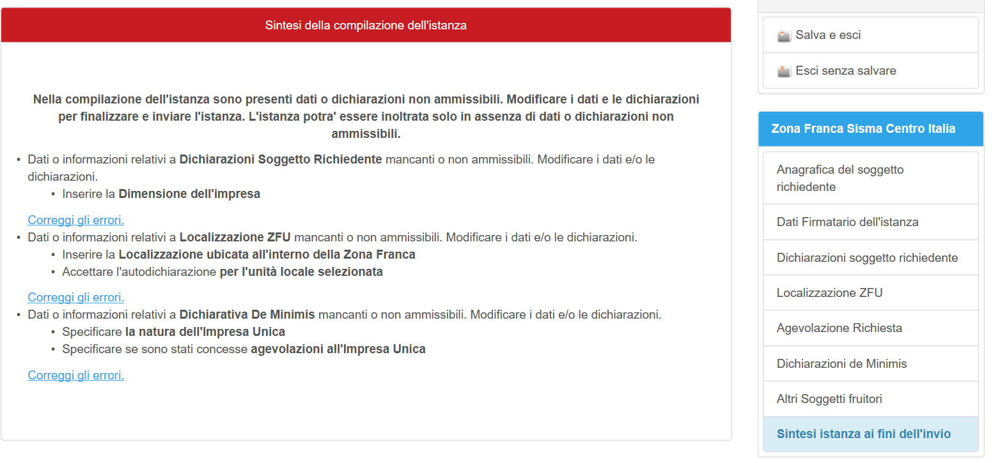 Sintesi della compilazione dell'istanza
Nella compilazione dell'istanza sono presenti dati o dichiarazioni non ammissibili. Modificare i dati e le dichiarazioni
per finalizzare e inviare l'istanza. L'istanza potra' essere inoltrata solo in assenza di dati o dichiarazioni non
ammissibili.
• Dati o informazioni relativi a Dichiarazioni Soggetto Richiedente mancanti o non ammissibili. Modificare i dati e/o le
dichiarazioni.
• Inserire la Dimensione dell'impresa
Correggi gli errori.
• Dati o informazioni relativi a Localizzazione ZFU mancanti o non ammissibili. Modificare i dati e/o le dichiarazioni.
• Inserire la Localizzazione ubicata all'interno della Zona Franca
• Accettare l'autodichiarazione per l'unità locale selezionata
Correggi gli errori.
• Dati o informazioni relativi a Dichiarativa De Minimis mancanti o non ammissibili. Modificare i dati e/o le dichiarazioni.
• Specificare la natura dell'Impresa Unica
• Specificare se sono stati concesse agevolazioni all'Impresa Unica
Correggi gli errori.
Salva e esci
Esci senza salvare
Zona Franca Sisma Centro Italia
Anagrafica del soggetto
richiedente
Dati Firmatario dell'istanza
Dichiarazioni soggetto richiedente
Localizzazione ZFU
Agevolazione Richiesta
Dichiarazioni de Minimis
Altri Soggetti fruitori
Sintesi istanza ai fini dell'invio